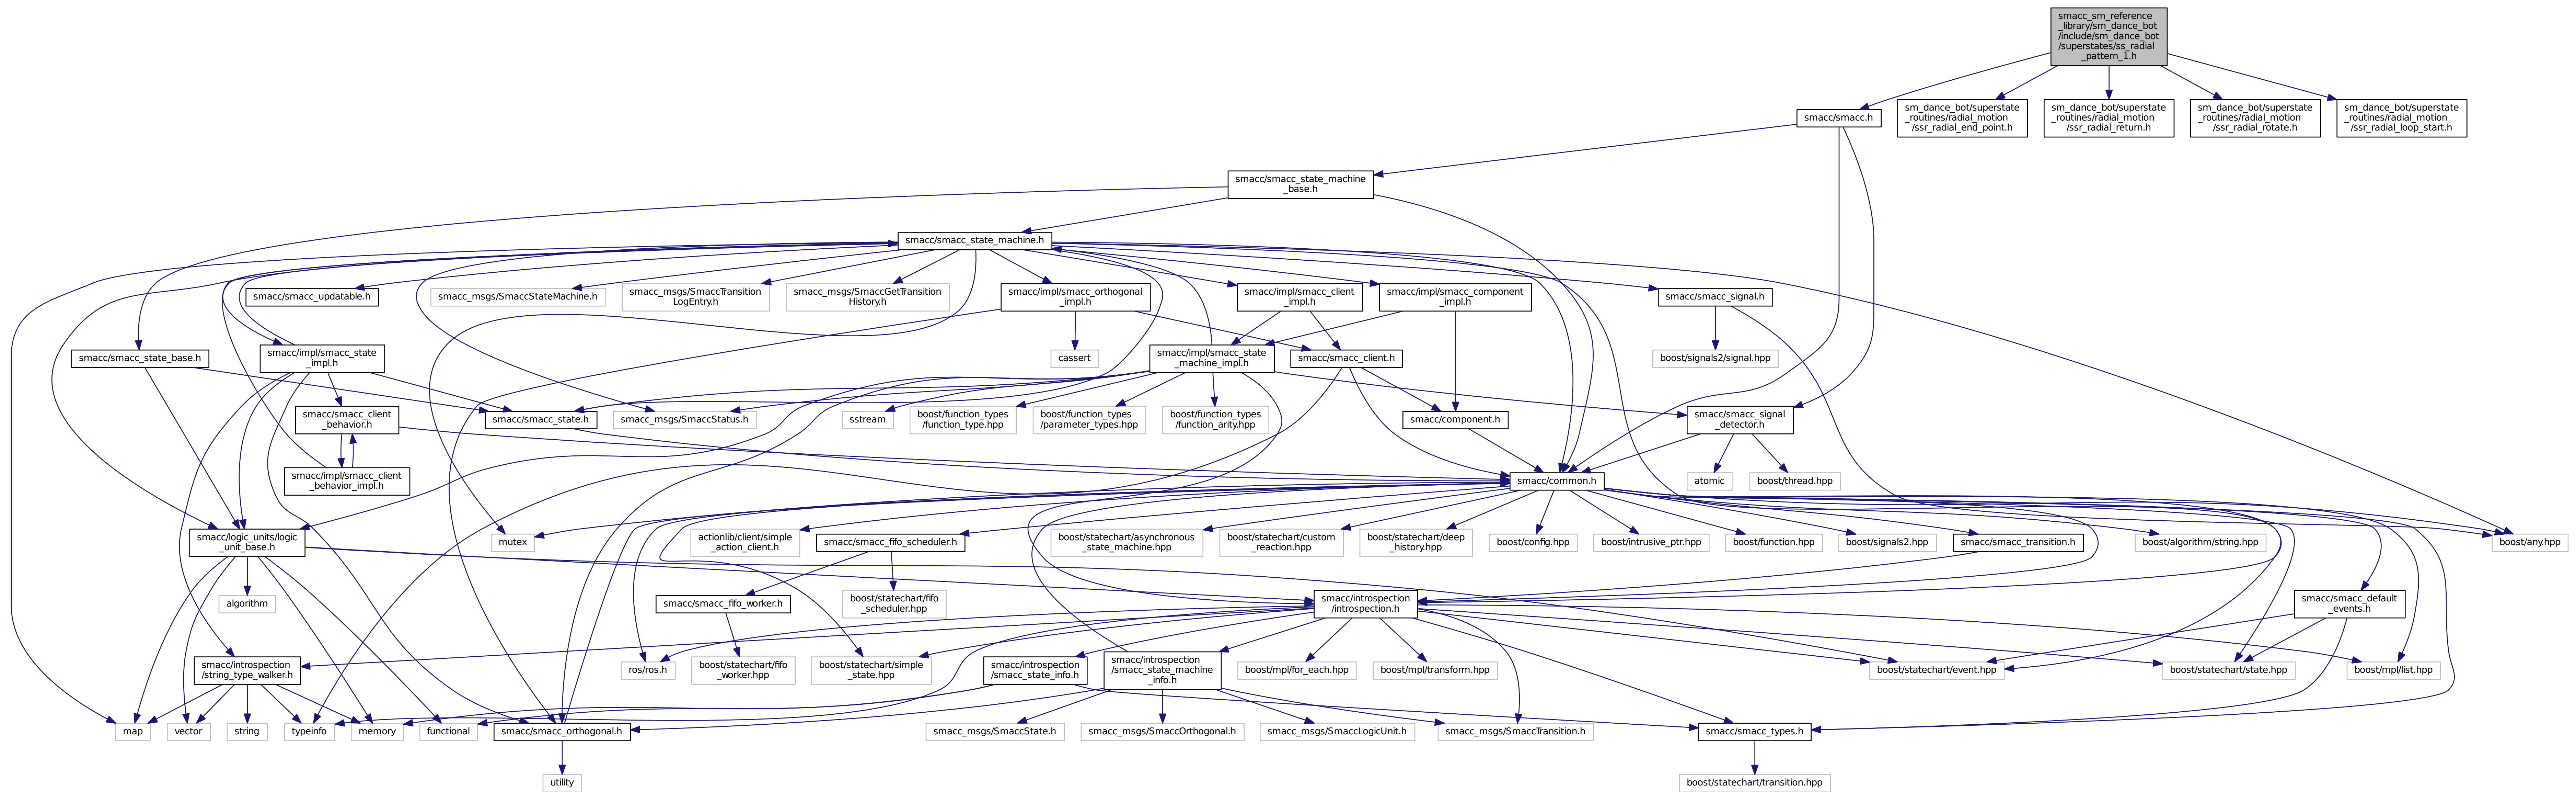 smacc_sm_reference
_library/sm_dance_bot
/include/sm_dance_bot
/superstates/ss_radial
_pattern_1.h
smacc/smacc.h
sm_dance_bot/superstate
_routines/radial_motion
/ssr_radial_end_point.h
sm_dance_bot/superstate
_routines/radial_motion
/ssr_radial_return.h
sm_dance_bot/superstate
_routines/radial_motion
/ssr_radial_rotate.h
sm_dance_bot/superstate
_routines/radial_motion
/ssr_radial_loop_start.h
smacc/smacc_state_machine
_base.h
smacc/smacc_state_machine.h
smacc/smacc_updatable.h
smacc_msgs/SmaccStateMachine.h
smacc_msgs/SmaccTransition
LogEntry.h
smacc_msgs/SmaccGetTransition
History.h
smacc/impl/smacc_orthogonal
_impl.h
smacc/impl/smacc_client
_impl.h
smacc/impl/smacc_component
_impl.h
smacc/smacc_signal.h
smacc/smacc_state_base.h
smacc/impl/smacc_state
_impl.h
cassert
smacc/impl/smacc_state
_machine_impl.h
smacc/smacc_client.h
boost/signals2/signal.hpp
smacc/smacc_client
_behavior.h
smacc/smacc_state.h
smacc_msgs/SmaccStatus.h
sstream
boost/function_types
/function_type.hpp
boost/function_types
/parameter_types.hpp
boost/function_types
/function_arity.hpp
smacc/component.h
smacc/smacc_signal
_detector.h
smacc/impl/smacc_client
_behavior_impl.h
smacc/common.h
atomic
boost/thread.hpp
smacc/logic_units/logic
_unit_base.h
mutex
actionlib/client/simple
_action_client.h
smacc/smacc_fifo_scheduler.h
boost/statechart/asynchronous
_state_machine.hpp
boost/statechart/custom
_reaction.hpp
boost/statechart/deep
_history.hpp
boost/config.hpp
boost/intrusive_ptr.hpp
boost/function.hpp
boost/signals2.hpp
smacc/smacc_transition.h
boost/algorithm/string.hpp
boost/any.hpp
algorithm
smacc/smacc_fifo_worker.h
boost/statechart/fifo
_scheduler.hpp
smacc/introspection
/introspection.h
smacc/smacc_default
_events.h
smacc/introspection
/string_type_walker.h
ros/ros.h
boost/statechart/fifo
_worker.hpp
boost/statechart/simple
_state.hpp
smacc/introspection
/smacc_state_info.h
smacc/introspection
/smacc_state_machine
_info.h
boost/mpl/for_each.hpp
boost/mpl/transform.hpp
boost/statechart/event.hpp
boost/statechart/state.hpp
boost/mpl/list.hpp
map
vector
string
typeinfo
memory
functional
smacc/smacc_orthogonal.h
smacc_msgs/SmaccState.h
smacc_msgs/SmaccOrthogonal.h
smacc_msgs/SmaccLogicUnit.h
smacc_msgs/SmaccTransition.h
smacc/smacc_types.h
utility
boost/statechart/transition.hpp